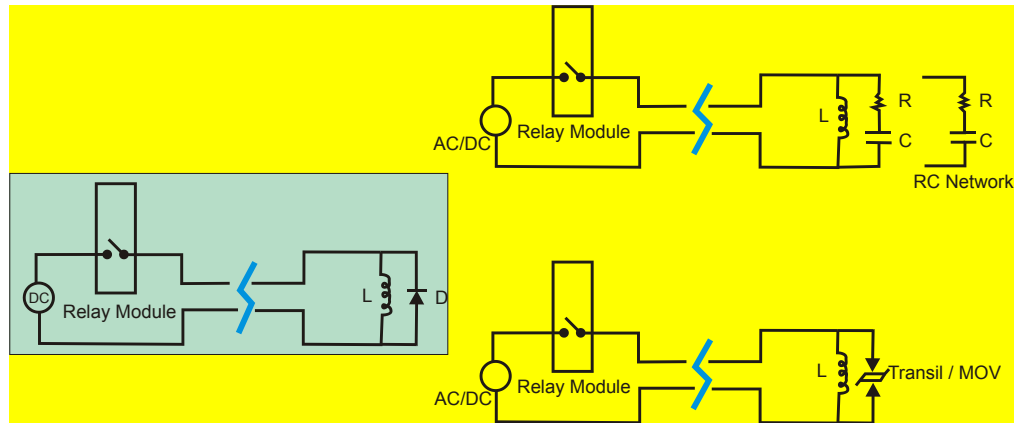 R
R
L
AC/DC
Relay Module
C
C
RC Network
DC
L
D
Relay Module
L
Transil / MOV
AC/DC
Relay Module